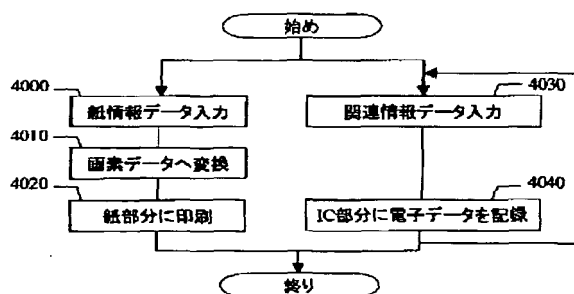 始め
4000
紙情報データ入力
4010
画素データへ変換
4020
紙部分に印刷
4030
関連情報データ入力
4040
IC部分に電子データを記録
終り